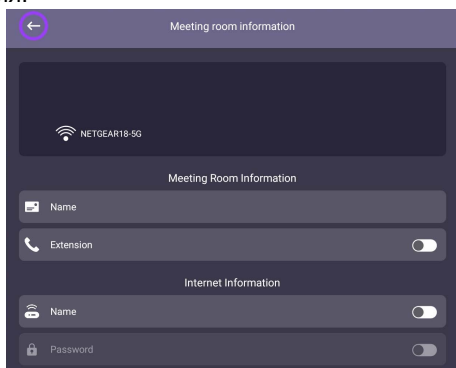 Meeting room information
NETGEAR18-5G
Meeting Room Information
Name
Extension
Internet Information
Name
Password